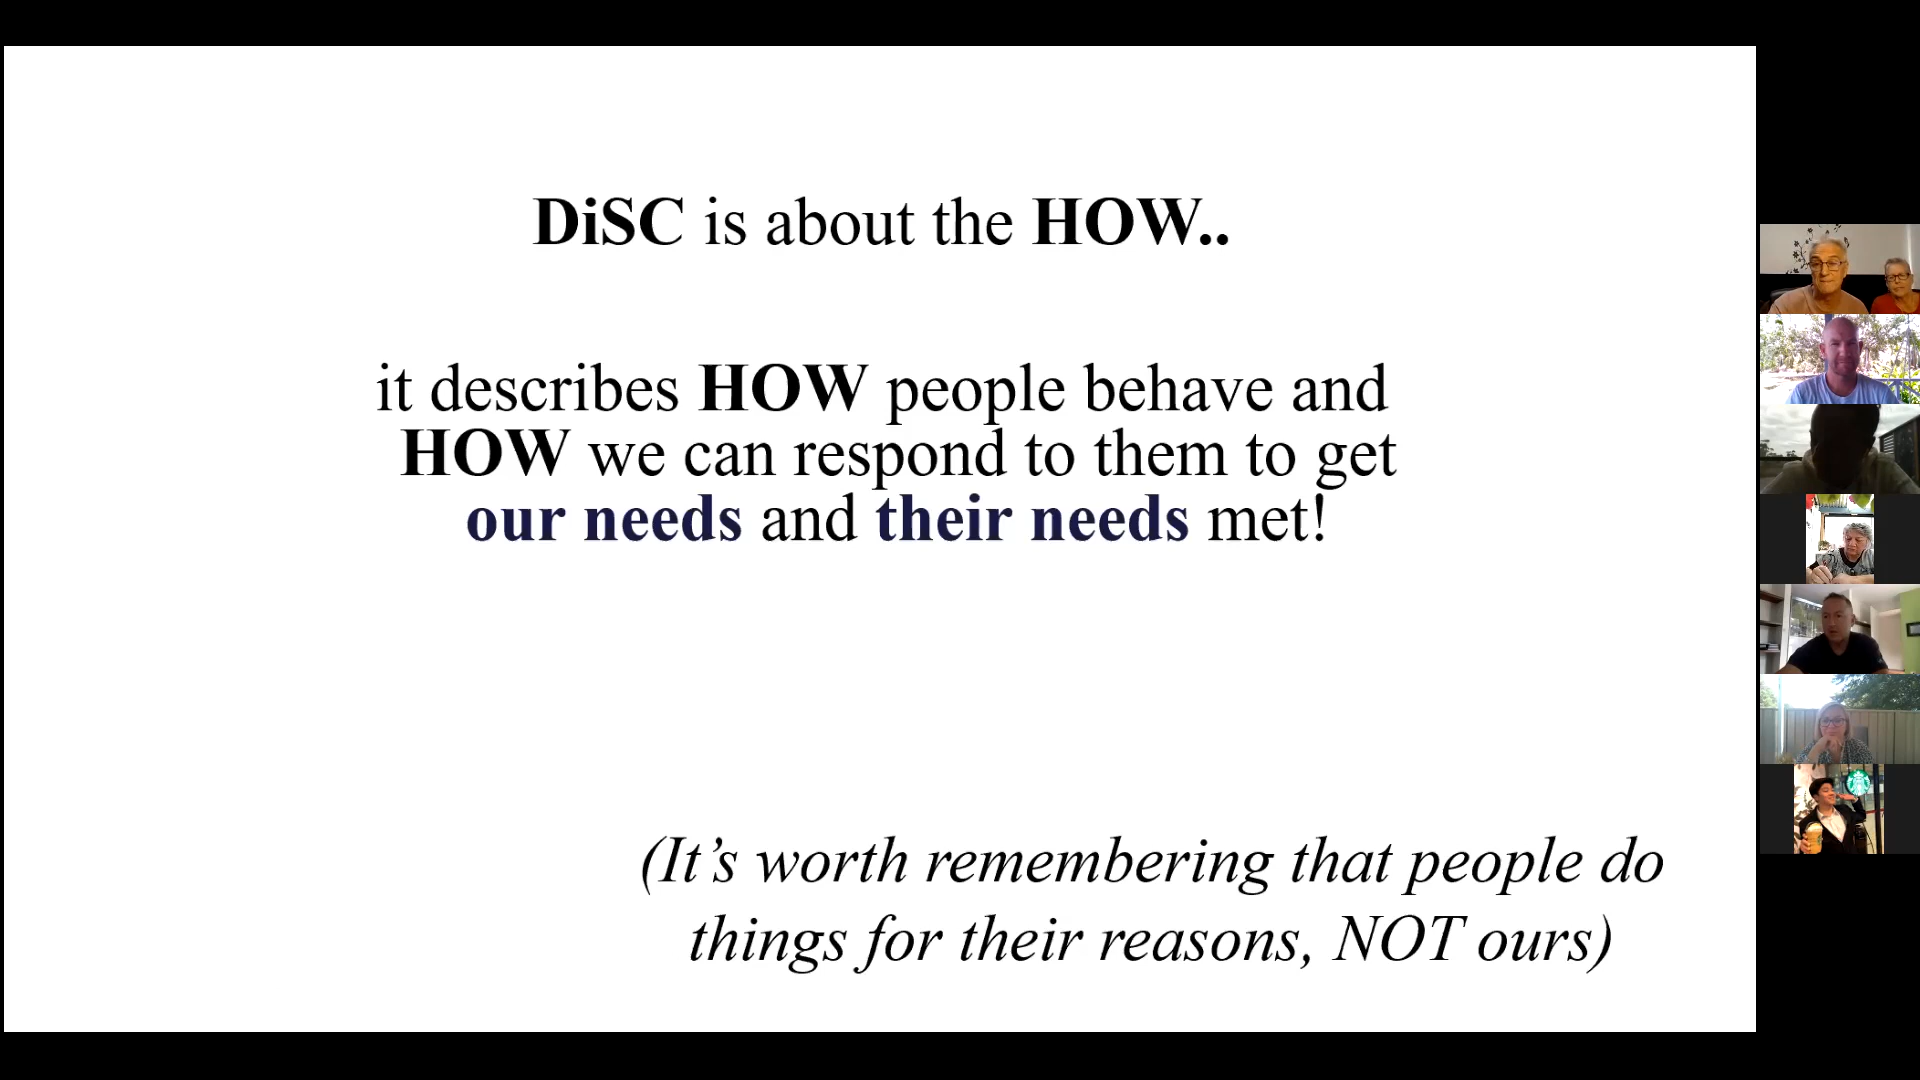 DiSC is about the HOW..
it describes HOW people behave and
HOW we can respond to them to get
our needs and their needs met!
(It’s worth remembering that people do
things for their reasons, NOT ours)